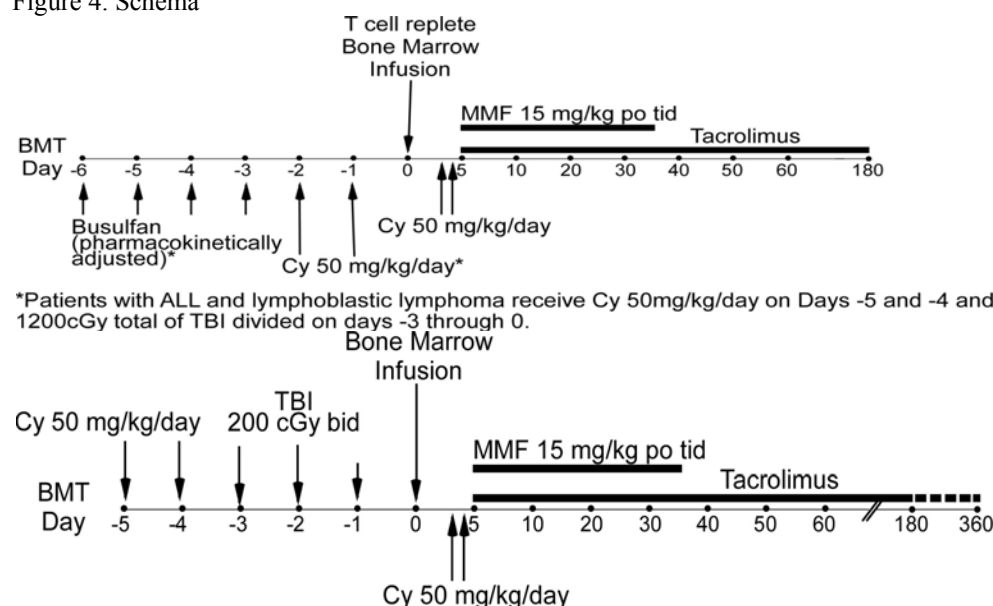 Figure 4. Schema
T cell replete
Bone Marrow
Infusion
MMF 15 mg/kg po tid
Tacrolimus
BMT
Day -6 -5 -4 -3 -2 -1 0 5 10 20 30 40 50 60 180
Busulfan
(pharmacokinetically
adjusted)*
Cy 50 mg/kg/day*
Cy 50 mg/kg/day
*Patients with ALL and lymphoblastic lymphoma receive Cy 50mg/kg/day on Days -5 and -4 and
1200cGy total of TBI divided on days -3 through 0.
Bone Marrow
Infusion
Cy 50 mg/kg/day
TBI
200 cGy bid
MMF 15 mg/kg po tid
Tacrolimus
BMT
Day -5 -4 -3 -2 -1 0 5 10 20 30 40 50 60 180 360
Cy 50 mg/kg/day